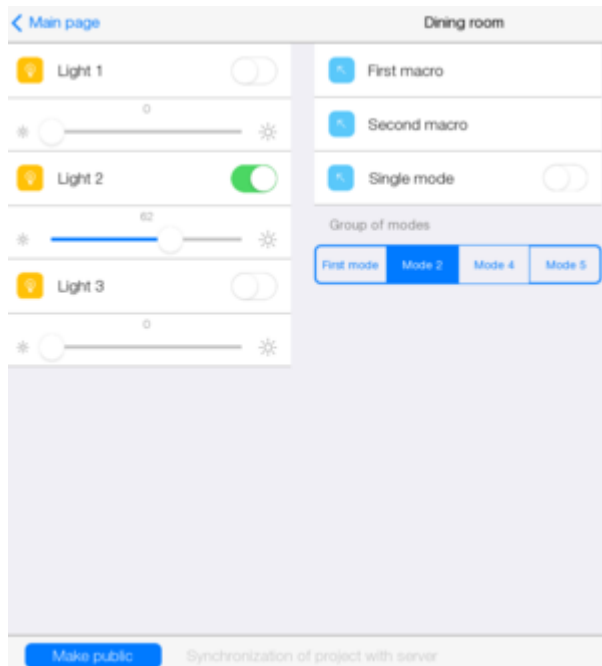 Main page
Dining room
Light 1
0
Light 2
62
Light 3
0
First macro
Second macro
Single mode
Group of modes
First mode Mode 2 Mode 4 Mode 5
Make public Synchronization of project with server